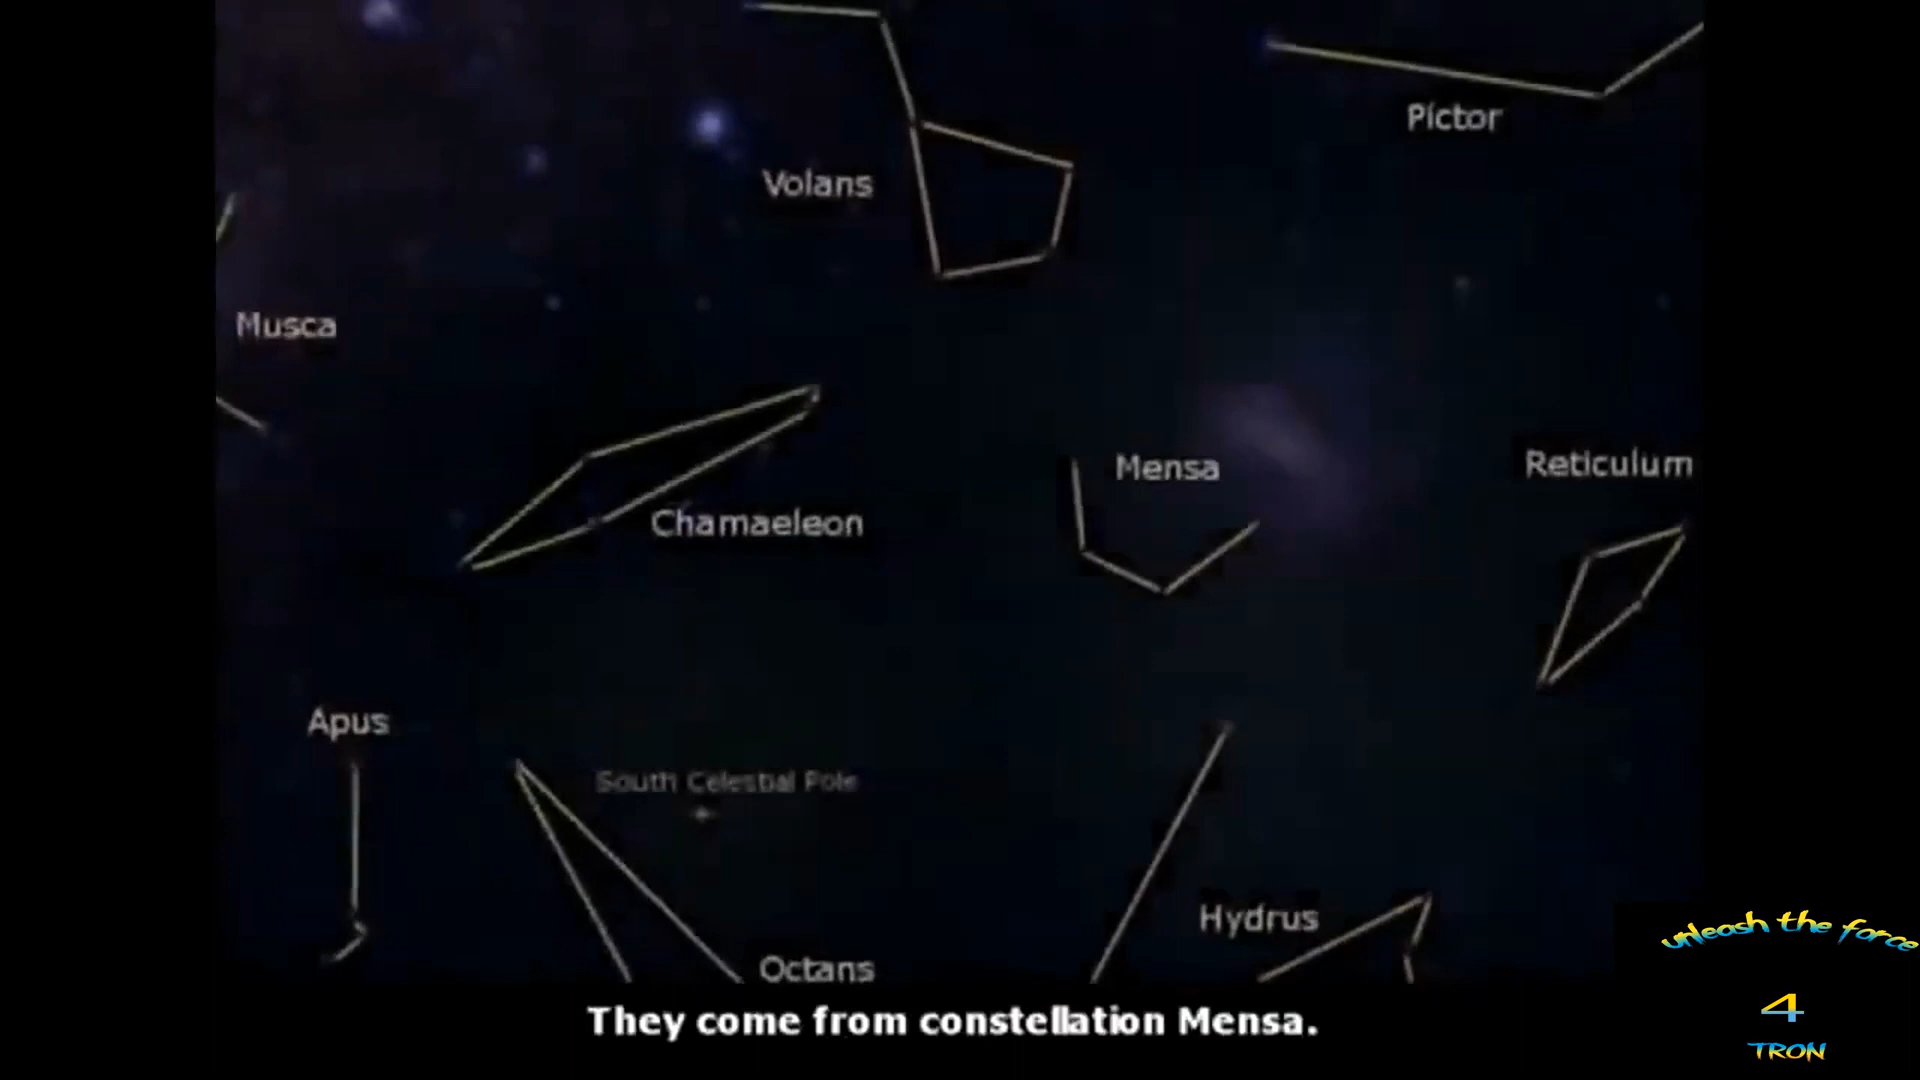 Pictor
Volans
Musca
Mensa
Reticulum
Chamaeleon
Apus
South Celestial Pole
Hydrus
Octans
They come from constellation Mensa.
unleash the force
4
TRON